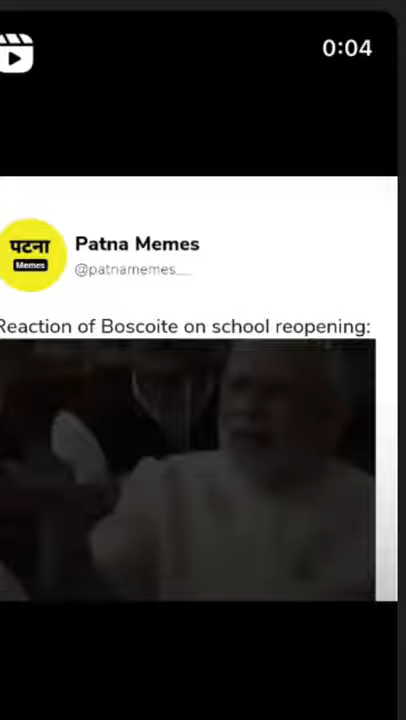 0:04
पटना
Memes
Patna Memes
@patnamemes__
Reaction of Boscoite on school reopening: